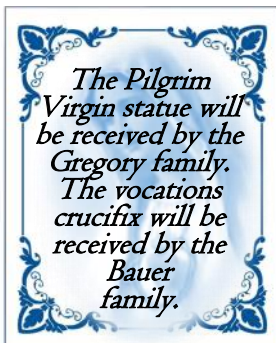 The Pilgrim
Virgin statue will
be received by the
Gregory family.
The vocations
crucifix will be
received by the
Bauer
family.